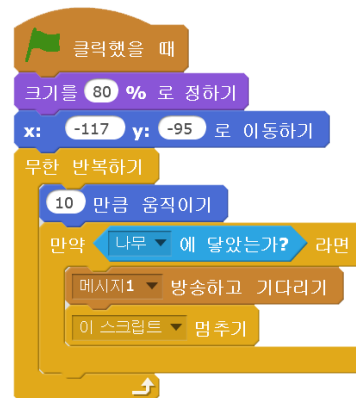 클릭했을 때
크기를 80 % 로 정하기
x: -117 y: -95 로 이동하기
무한 반복하기
10 만큼 움직이기
만약 나무 에 닿았는가? 라면
메시지1 방송하고 기다리기
이 스크립트 멈추기